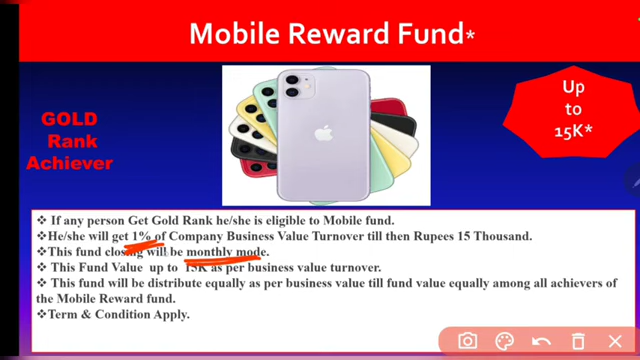 Mobile Reward Fund*
Up
to
15K*
GOLD
Rank
Achiever
❖ If any person Get Gold Rank he/she is eligible to Mobile fund.
❖ He/she will get 1% of Company Business Value Turnover till then Rupees 15 Thousand.
❖ This fund closing will be monthly mode.
❖ This Fund Value up to 15K as per business value turnover.
❖ This fund will be distribute equally as per business value till fund value equally among all achievers of
the Mobile Reward fund.
❖ Term & Condition Apply.